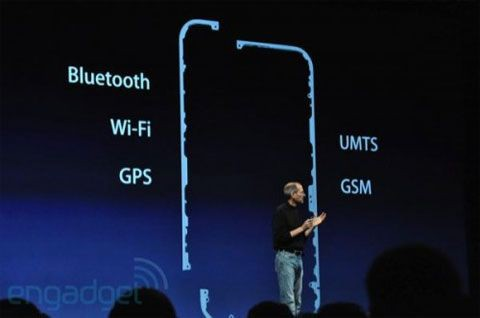 Bluetooth
Wi-Fi
GPS
UMTS
GSM
engadget